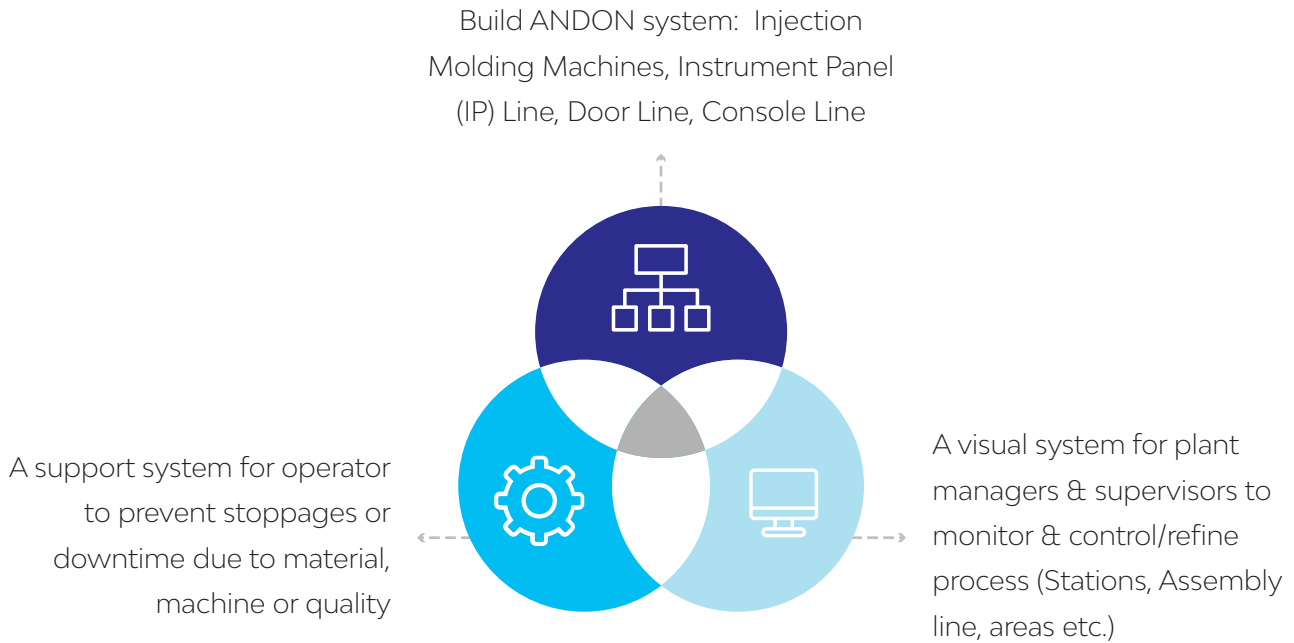 Build ANDON system: Injection
Molding Machines, Instrument Panel
(IP) Line, Door Line, Console Line
A support system for operator
to prevent stoppages or
downtime due to material,
machine or quality
A visual system for plant
managers & supervisors to
monitor & control/refine
process (Stations, Assembly
line, areas etc.)